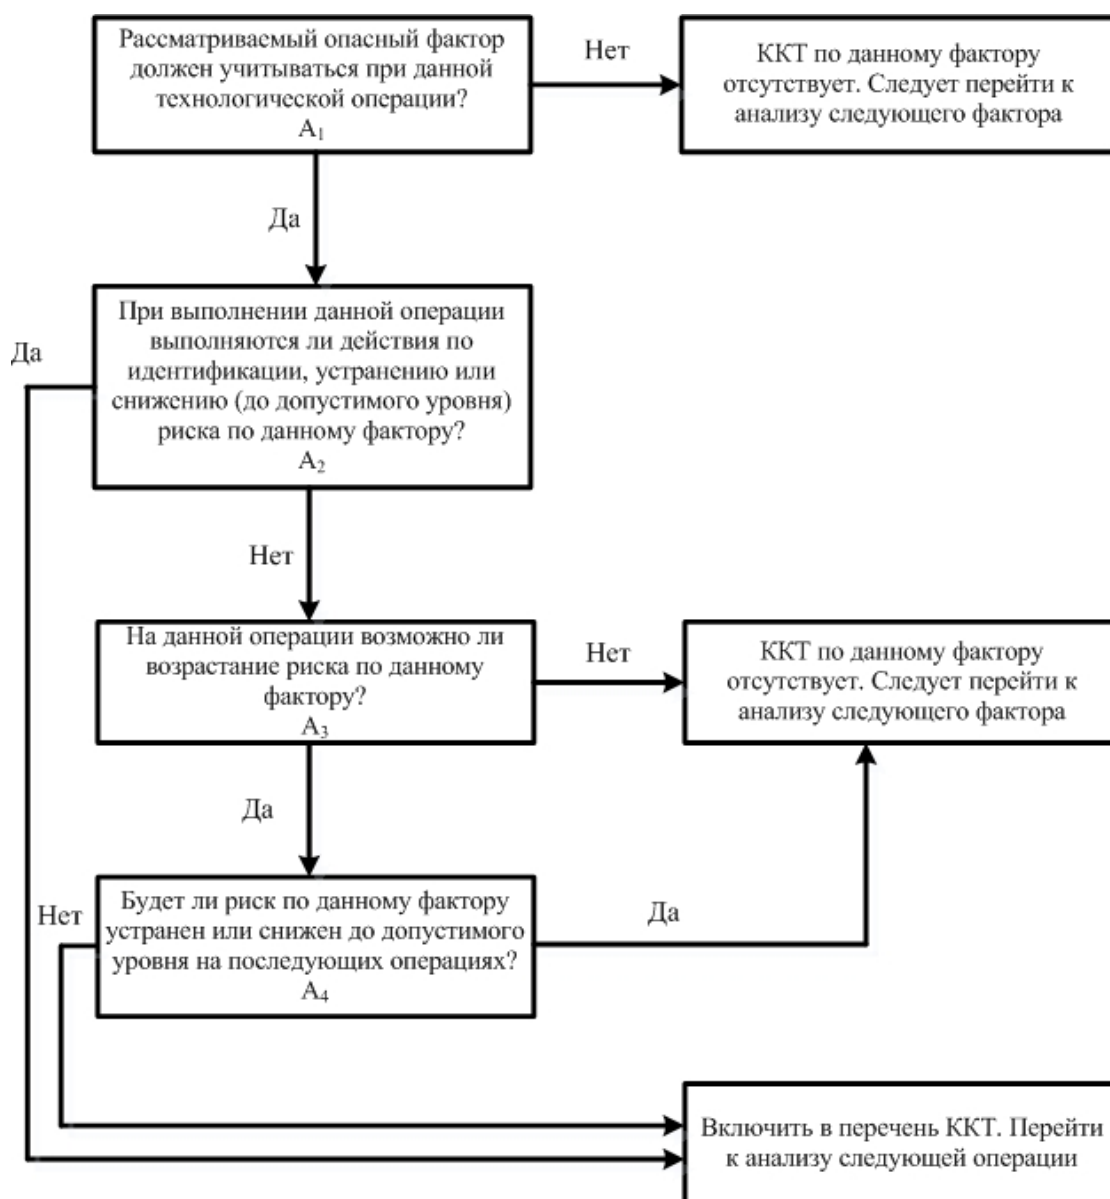 Рассматриваемый опасный фактор
должен учитываться при данной
технологической операции?
А₁
Нет
ККТ по данному фактору
отсутствует. Следует перейти к
анализу следующего фактора
Да
При выполнении данной операции
выполняются ли действия по
идентификации, устранению или
снижению (до допустимого уровня)
риска по данному фактору?
А₂
Да
Нет
На данной операции возможно ли
возрастание риска по данному
фактору?
А₃
Нет
ККТ по данному фактору
отсутствует. Следует перейти к
анализу следующего фактора
Да
Будет ли риск по данному фактору
устранен или снижен до допустимого
уровня на последующих операциях?
А₄
Нет
Да
Включить в перечень ККТ. Перейти
к анализу следующей операции